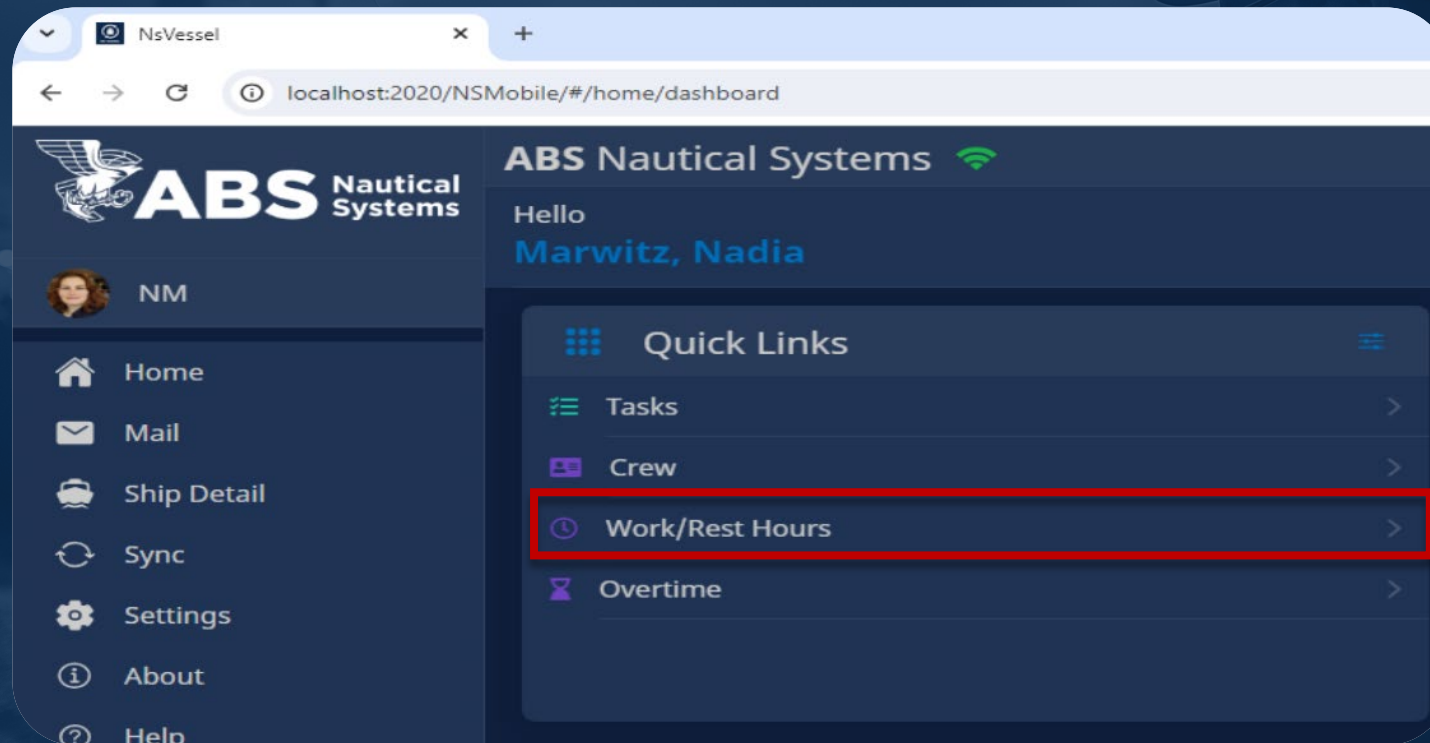 NsVessel
localhost:2020/NSMobile/#/home/dashboard
ABS Nautical Systems
NM
Home
Mail
Ship Detail
Sync
Settings
About
Help
ABS Nautical Systems
Hello
Marwitz, Nadia
Quick Links
Tasks
Crew
Work/Rest Hours
Overtime